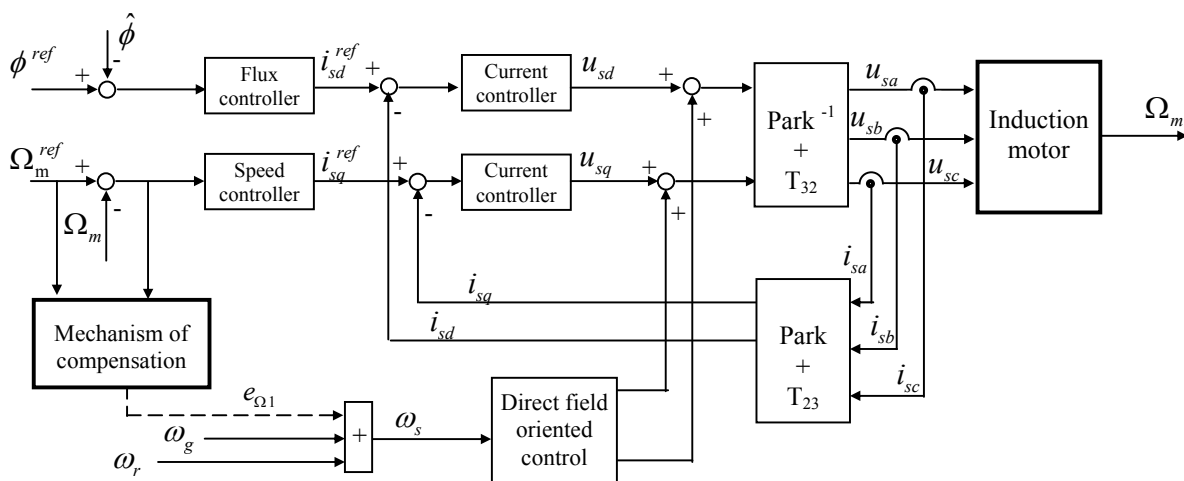 ϕ^ref
+
ϕ̂
-
Flux
controller
i_sd^ref
+
-
Current
controller
u_sd
+
+
Park ^-1
+
T_32
u_sa
u_sb
u_sc
Induction
motor
Ω_m
Ω_m^ref
+
-
Ω_m
Speed
controller
i_sq^ref
+
-
Current
controller
u_sq
+
+
Mechanism of
compensation
i_sq
i_sd
Park
+
T_23
i_sa
i_sb
i_sc
e_Ω1
ω_g
ω_r
+
ω_s
Direct field
oriented
control